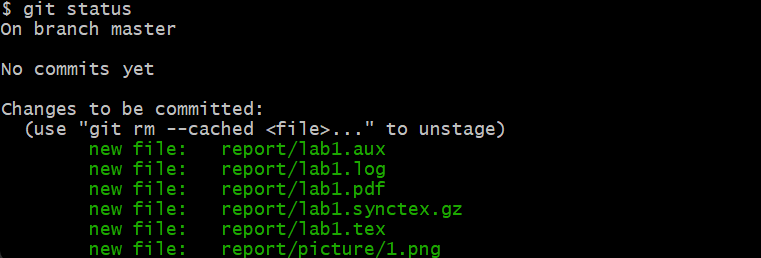 $ git status
On branch master
No commits yet
Changes to be committed:
(use "git rm --cached <file>..." to unstage)
new file: report/lab1.aux
new file: report/lab1.log
new file: report/lab1.pdf
new file: report/lab1.synctex.gz
new file: report/lab1.tex
new file: report/picture/1.png